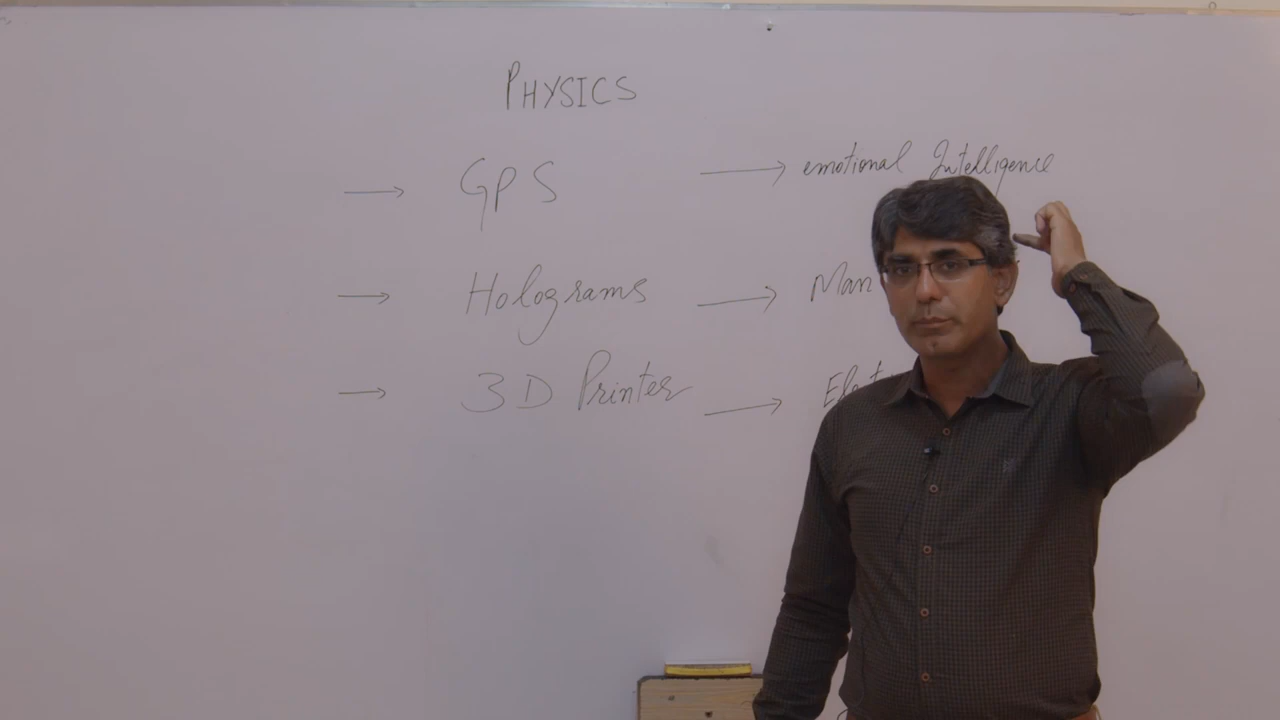 PHYSICS
→ GPS → emotional Intelligence
→ Holograms → Man
→ 3D Printer →